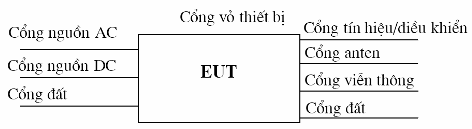 Cổng vỏ thiết bị
Cổng nguồn AC
Cổng nguồn DC
Cổng đất
EUT
Cổng tín hiệu/điều khiển
Cổng anten
Cổng viễn thông
Cổng đất